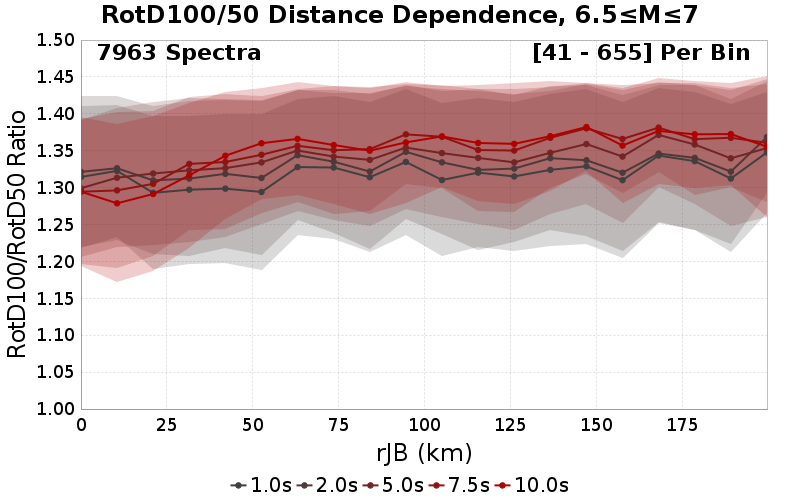 RotD100/50 Distance Dependence, 6.5≤M≤7
7963 Spectra
[41 - 655] Per Bin
1.50
1.45
1.40
1.35
1.30
1.25
1.20
1.15
1.10
1.05
1.00
RotD100/RotD50 Ratio
0 25 50 75 100 125 150 175
rJB (km)
1.0s 2.0s 5.0s 7.5s 10.0s